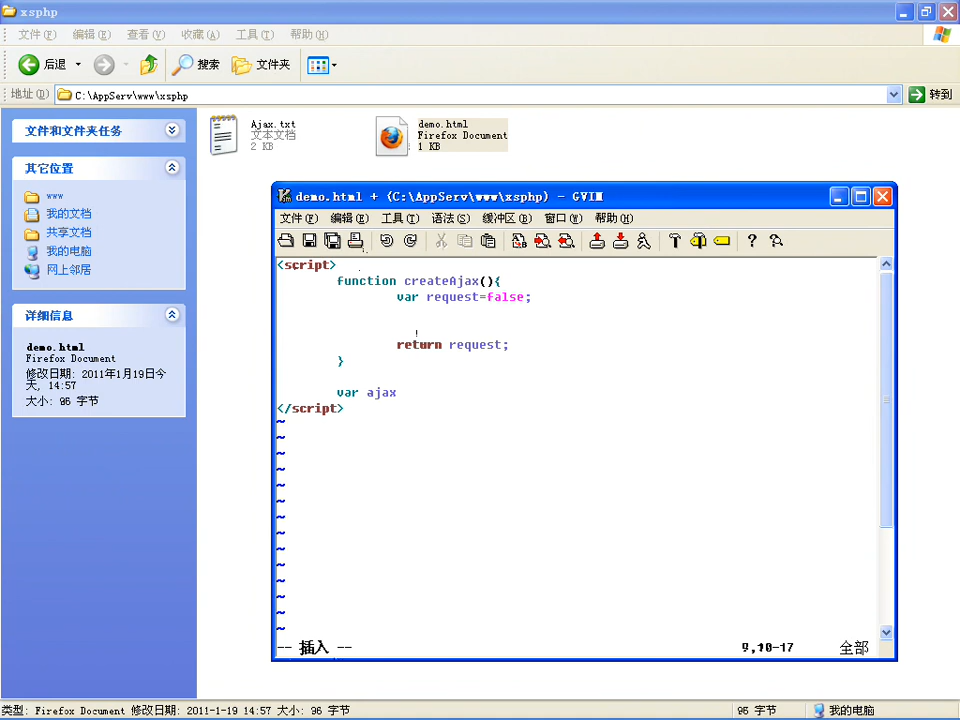 xsphp
文件(F) 编辑(E) 查看(V) 收藏(A) 工具(T) 帮助(H)
后退 搜索 文件夹
地址(D) C:\AppServ\www\xsphp 转到
文件和文件夹任务
其它位置
www
我的文档
共享文档
我的电脑
网上邻居
详细信息
demo.html
Firefox Document
修改日期: 2011年1月19日今
天, 14:57
大小: 96 字节
Ajax.txt
文本文档
2 KB
demo.html
Firefox Document
1 KB
demo.html + (C:\AppServ\www\xsphp) - GVIM
文件(F) 编辑(E) 工具(T) 语法(S) 缓冲区(B) 窗口(W) 帮助(H)
<script>
function createAjax(){
var request=false;
return request;
}
var ajax
</script>
~
~
~
~
~
~
~
~
~
~
~
~
~
~
-- 插入 -- 全部
类型: Firefox Document 修改日期: 2011-1-19 14:57 大小: 96 字节 96 字节 我的电脑